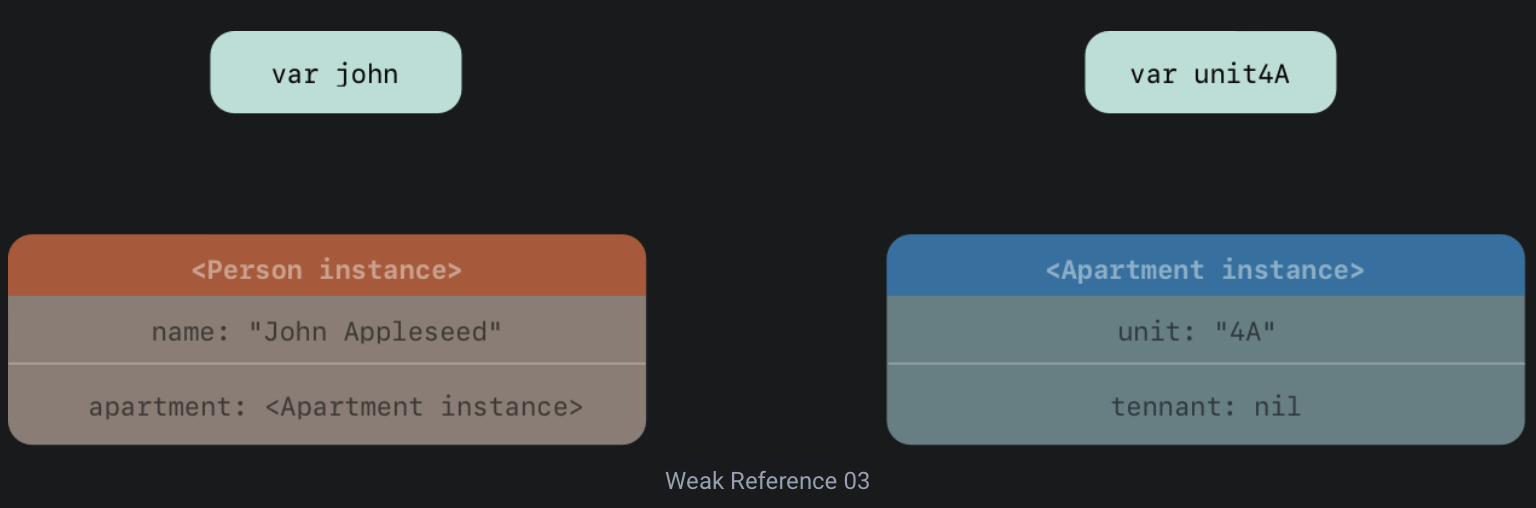 var john
var unit4A
<Person instance>
name: "John Appleseed"
apartment: <Apartment instance>
<Apartment instance>
unit: "4A"
tennant: nil
Weak Reference 03